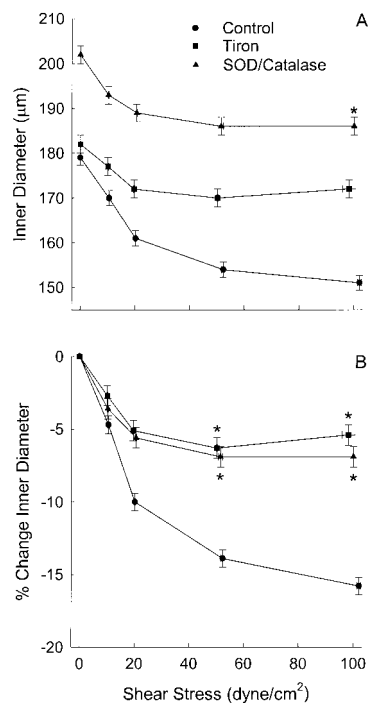 A
Control
Tiron
SOD/Catalase
Inner Diameter (μm)
210
200
190
180
170
160
150
*
B
% Change Inner Diameter
0
-5
-10
-15
-20
* *
* *
0 20 40 60 80 100
Shear Stress (dyne/cm²)